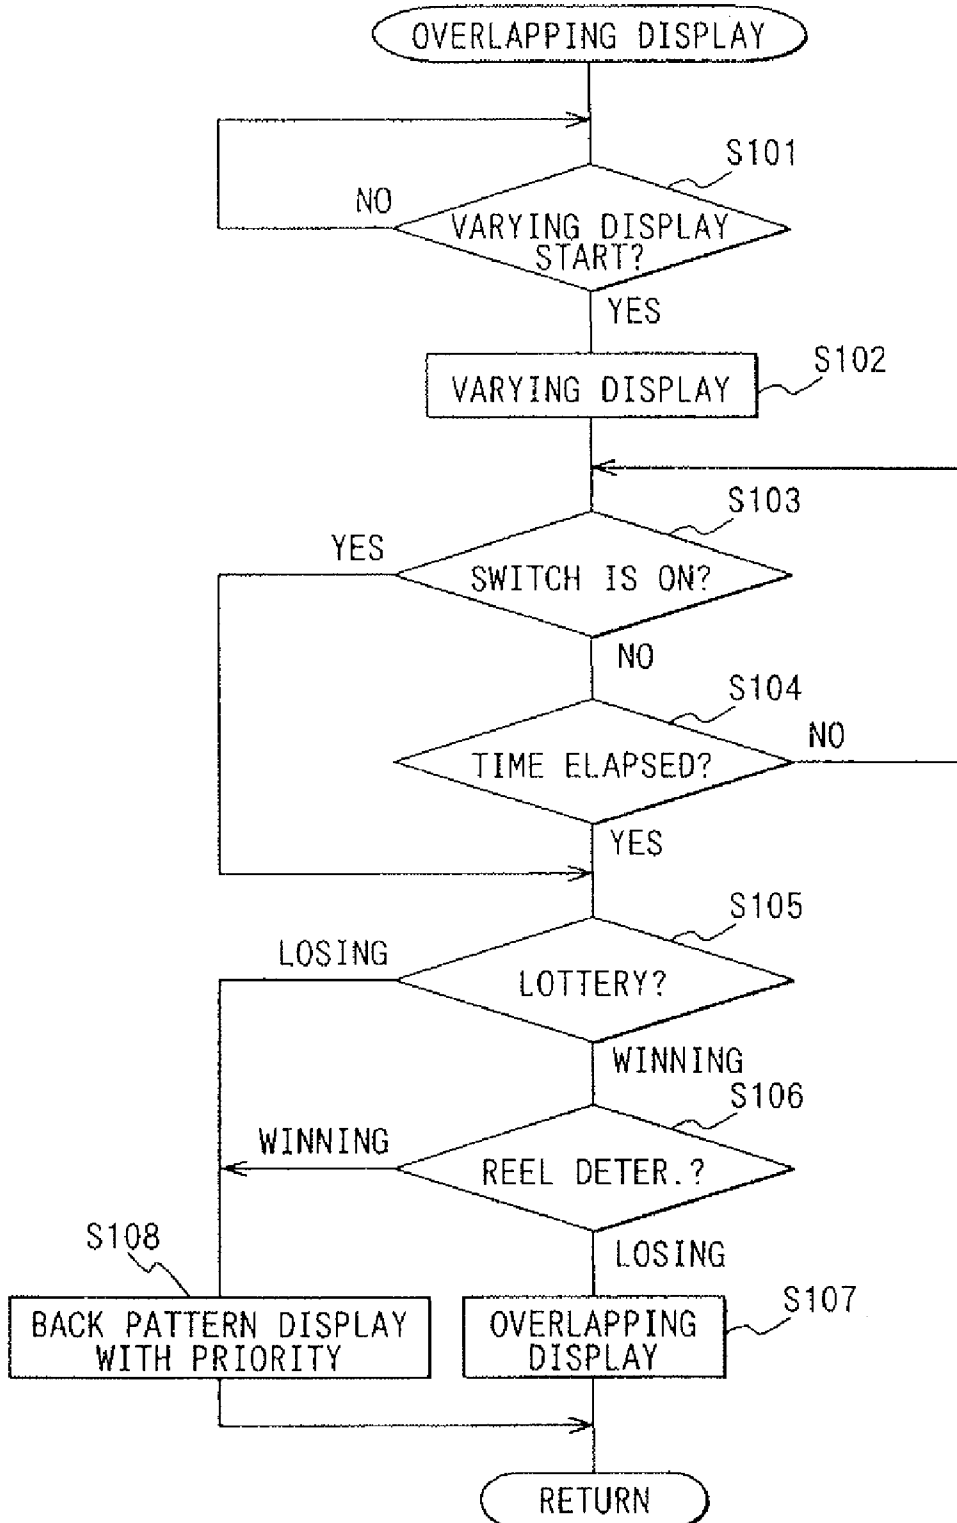 OVERLAPPING DISPLAY
S101
NO
VARYING DISPLAY
START?
YES
S102
VARYING DISPLAY
S103
YES
SWITCH IS ON?
NO
S104
NO
TIME ELAPSED?
YES
S105
LOSING
LOTTERY?
WINNING
S106
WINNING
REEL DETER.?
LOSING
S108
S107
BACK PATTERN DISPLAY
WITH PRIORITY
OVERLAPPING
DISPLAY
RETURN